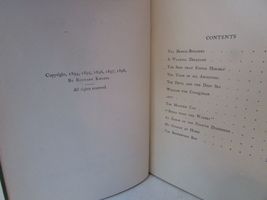 Copyright, 1894, 1895, 1896, 1897, 1898,
By Rudyard Kipling
All rights reserved.
CONTENTS
The Bridge-Builders
A Walking Delegate
The Ship that Found Herself
The Tomb of his Ancestors
The Devil and the Deep Sea
William the Conqueror
.007
The Maltese Cat
"Bread upon the Waters"
An Error in the Fourth Dimension
My Sunday at Home
The Brushwood Boy